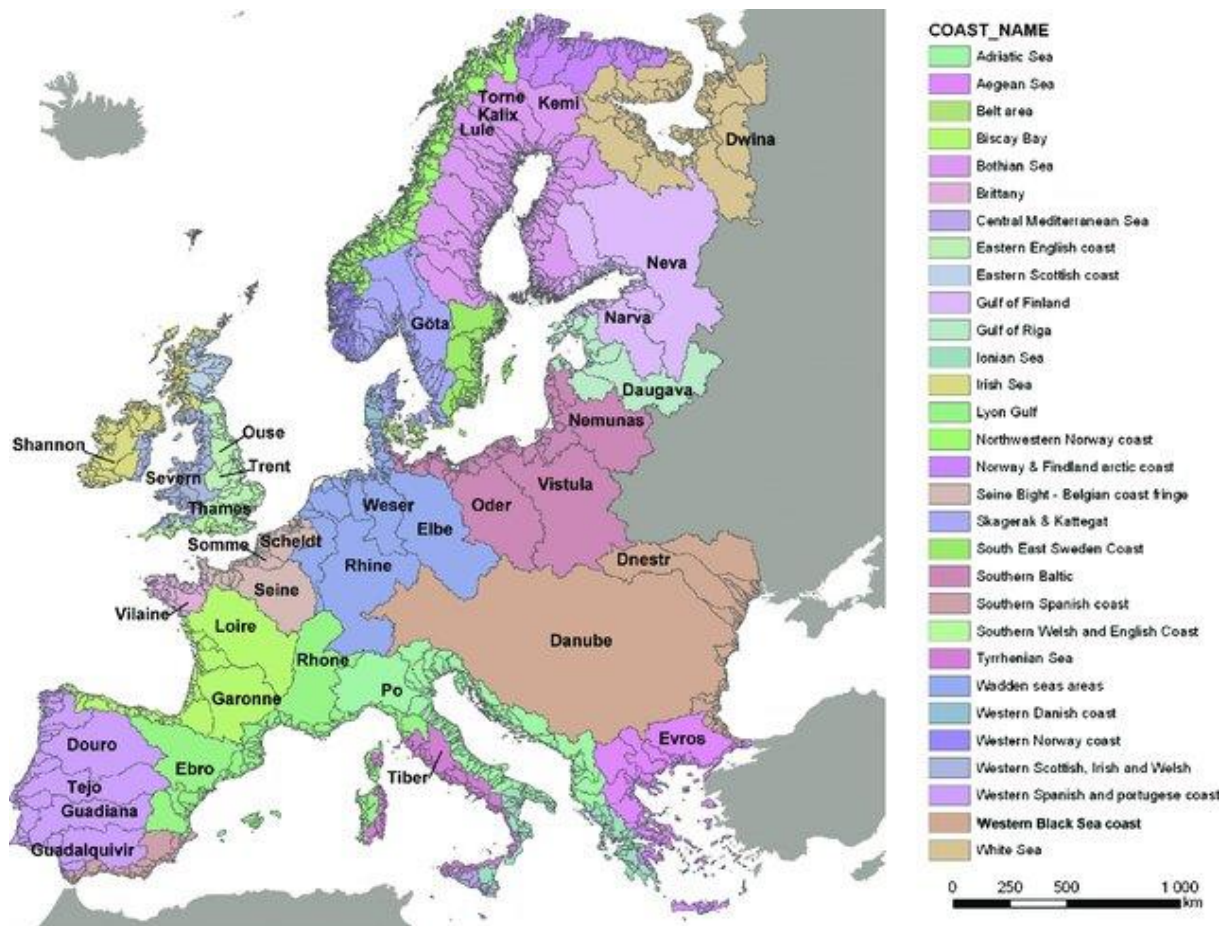 COAST_NAME
Adriatic Sea
Aegean Sea
Belt area
Biscay Bay
Bothian Sea
Brittany
Central Mediterranean Sea
Eastern English coast
Eastern Scottish coast
Gulf of Finland
Gulf of Riga
Ionian Sea
Irish Sea
Lyon Gulf
Northwestern Norway coast
Norway & Findland arctic coast
Seine Bight - Belgian coast fringe
Skagerak & Kattegat
South East Sweden Coast
Southern Baltic
Southern Spanish coast
Southern Welsh and English Coast
Tyrrhenian Sea
Wadden seas areas
Western Danish coast
Western Norway coast
Western Scottish, Irish and Welsh
Western Spanish and portugese coast
Western Black Sea coast
White Sea
0 250 500 1 000
km
Torne
Kalix
Lule
Kemi
Dwina
Neva
Narva
Göta
Daugava
Nemunas
Shannon
Ouse
Trent
Severn
Thames
Vistula
Oder
Weser
Elbe
Somme
Scheldt
Rhine
Dnestr
Seine
Vilaine
Loire
Danube
Rhone
Po
Garonne
Evros
Douro
Ebro
Tiber
Tejo
Guadiana
Guadalquivir